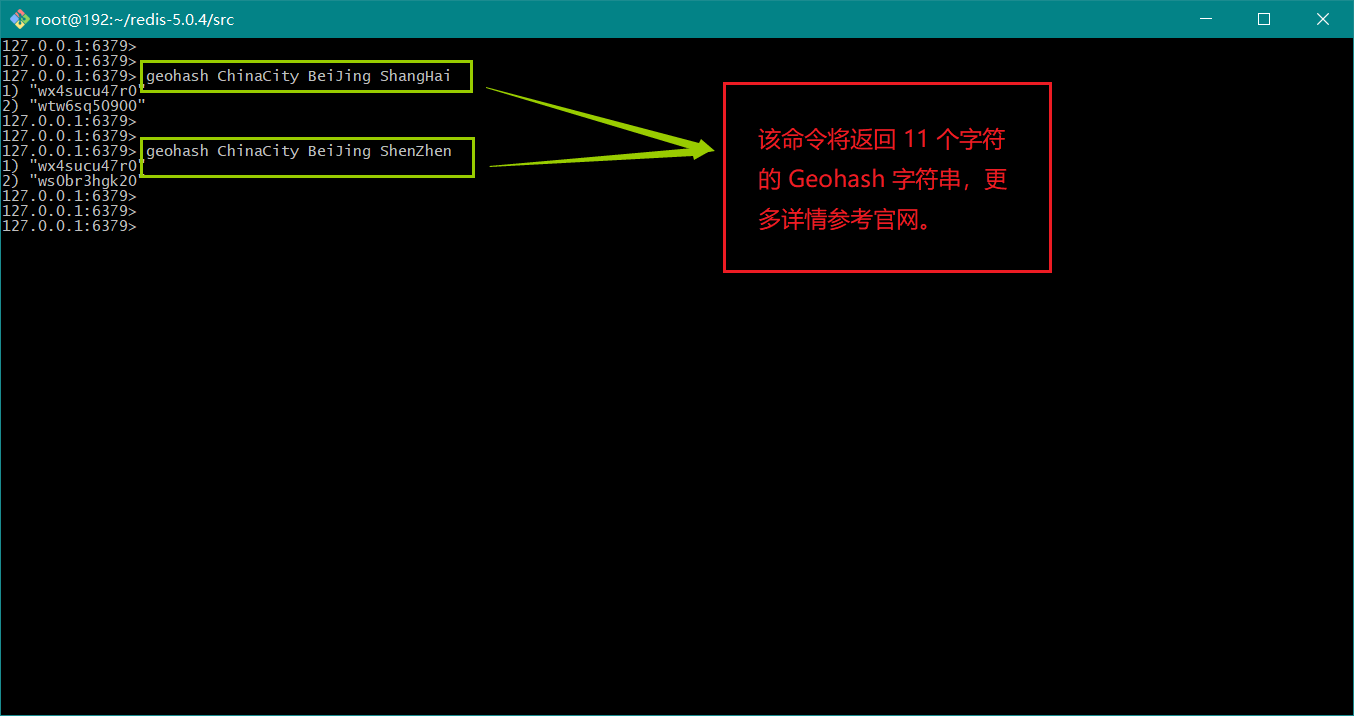 root@192:~/redis-5.0.4/src
127.0.0.1:6379>
127.0.0.1:6379>
127.0.0.1:6379> geohash ChinaCity BeiJing ShangHai
1) "wx4sucu47r0"
2) "wtw6sq50900"
127.0.0.1:6379>
127.0.0.1:6379>
127.0.0.1:6379> geohash ChinaCity BeiJing ShenZhen
1) "wx4sucu47r0"
2) "ws0br3hgk20"
127.0.0.1:6379>
127.0.0.1:6379>
127.0.0.1:6379>
该命令将返回 11 个字符
的 Geohash 字符串，更
多详情参考官网。